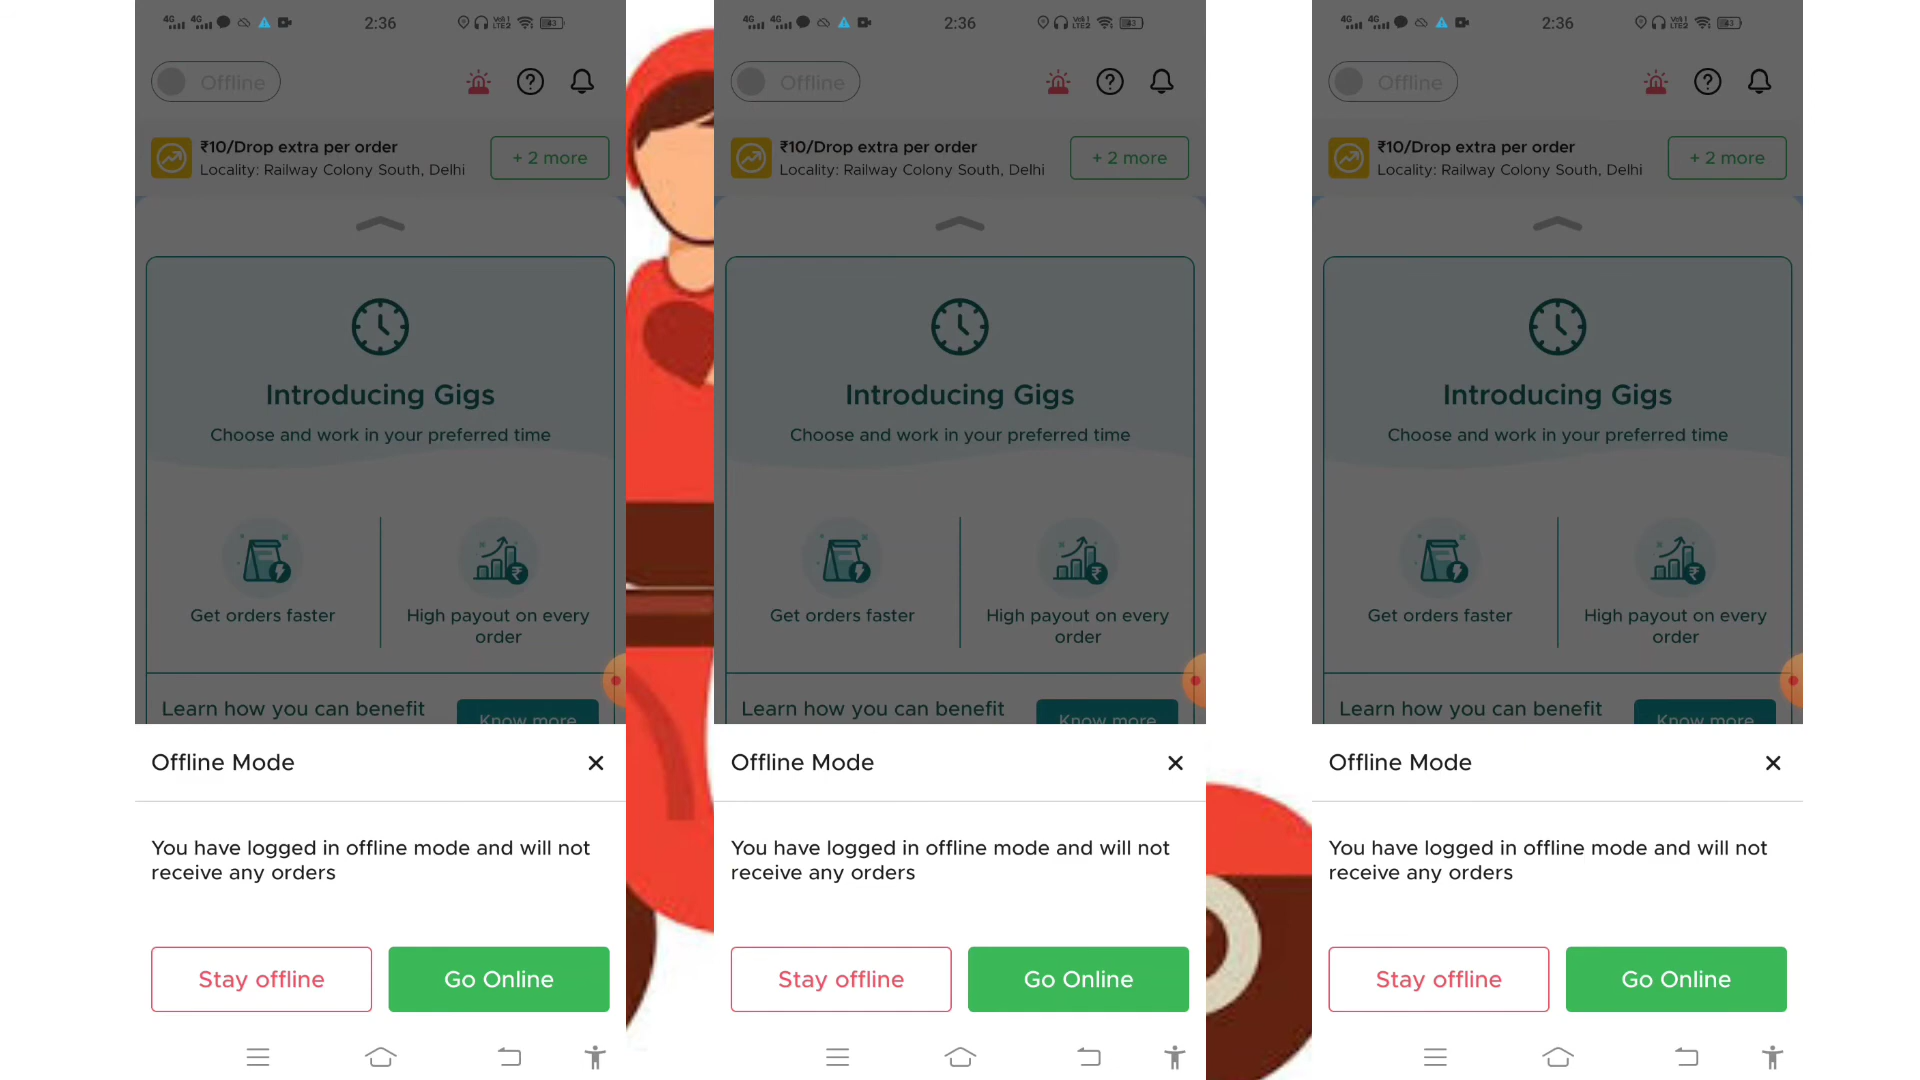 2:36
Offline
₹10/Drop extra per order
Locality: Railway Colony South, Delhi
+ 2 more
Introducing Gigs
Choose and work in your preferred time
Get orders faster
High payout on every
order
Learn how you can benefit
Know more
Offline Mode
You have logged in offline mode and will not
receive any orders
Stay offline
Go Online
2:36
Offline
₹10/Drop extra per order
Locality: Railway Colony South, Delhi
+ 2 more
Introducing Gigs
Choose and work in your preferred time
Get orders faster
High payout on every
order
Learn how you can benefit
Know more
Offline Mode
You have logged in offline mode and will not
receive any orders
Stay offline
Go Online
2:36
Offline
₹10/Drop extra per order
Locality: Railway Colony South, Delhi
+ 2 more
Introducing Gigs
Choose and work in your preferred time
Get orders faster
High payout on every
order
Learn how you can benefit
Know more
Offline Mode
You have logged in offline mode and will not
receive any orders
Stay offline
Go Online